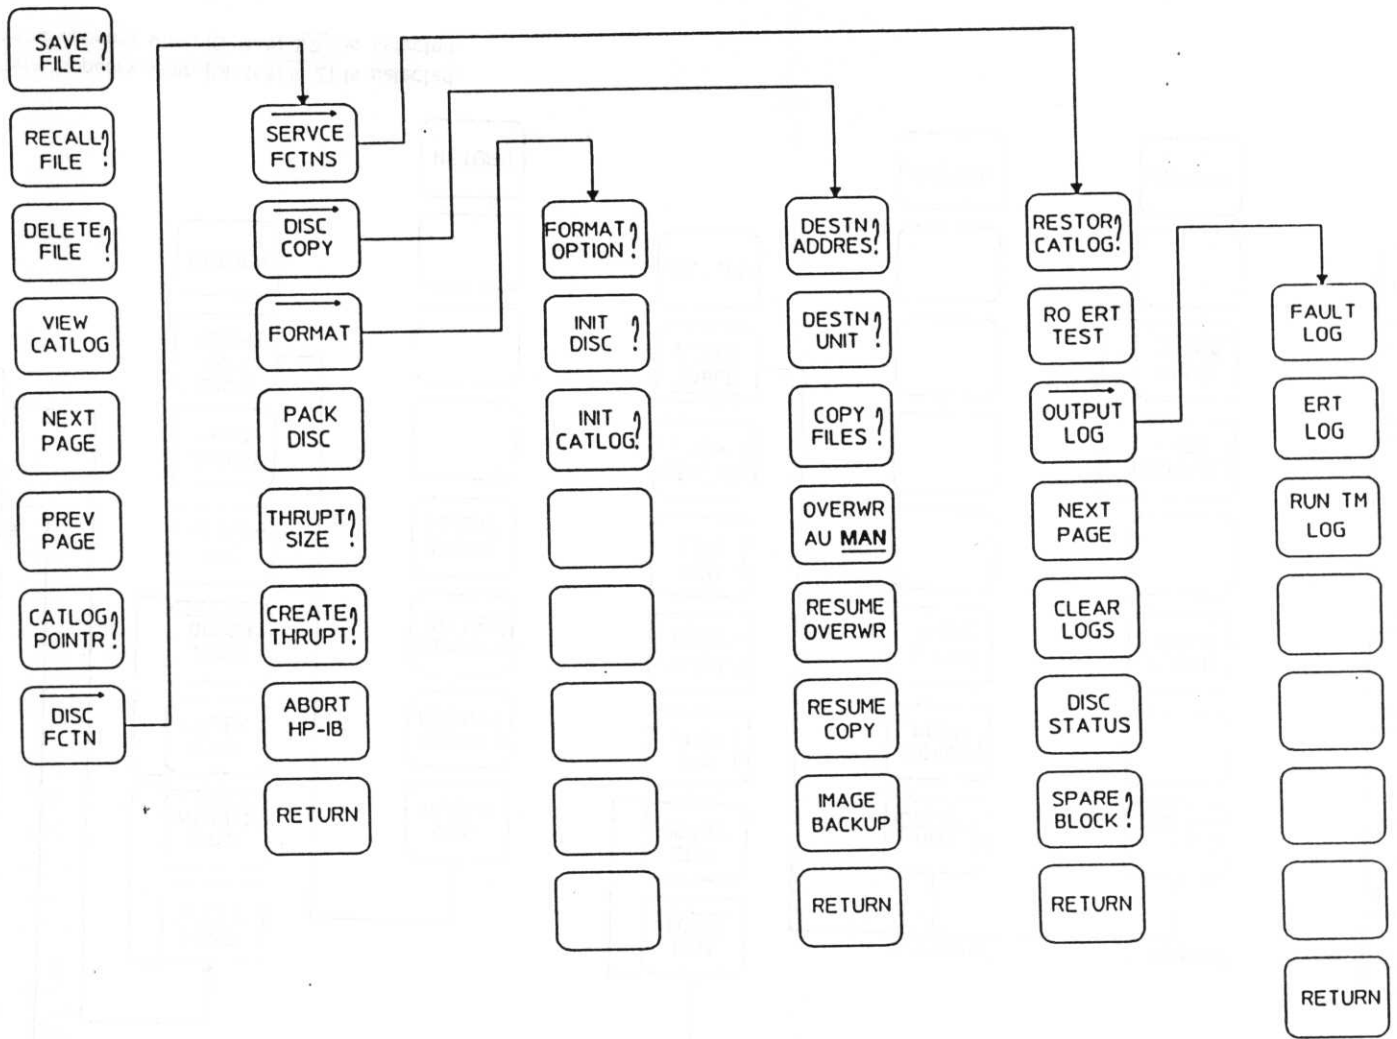 SAVE
FILE?
RECALL?
FILE
DELETE?
FILE
VIEW
CATLOG
NEXT
PAGE
PREV
PAGE
CATLOG
POINTR?
DISC
FCTN
SERVCE
FCTNS
DISC
COPY
FORMAT
PACK
DISC
THRUPT?
SIZE
CREATE
THRUPT?
ABORT
HP-IB
RETURN
FORMAT
OPTION?
INIT
DISC ?
INIT
CATLOG?
DESTN
ADDRES?
DESTN?
UNIT
COPY
FILES ?
OVERWR
AU MAN
RESUME
OVERWR
RESUME
COPY
IMAGE
BACKUP
RETURN
RESTOR?
CATLOG
RO ERT
TEST
OUTPUT
LOG
NEXT
PAGE
CLEAR
LOGS
DISC
STATUS
SPARE
BLOCK?
RETURN
FAULT
LOG
ERT
LOG
RUN TM
LOG
RETURN